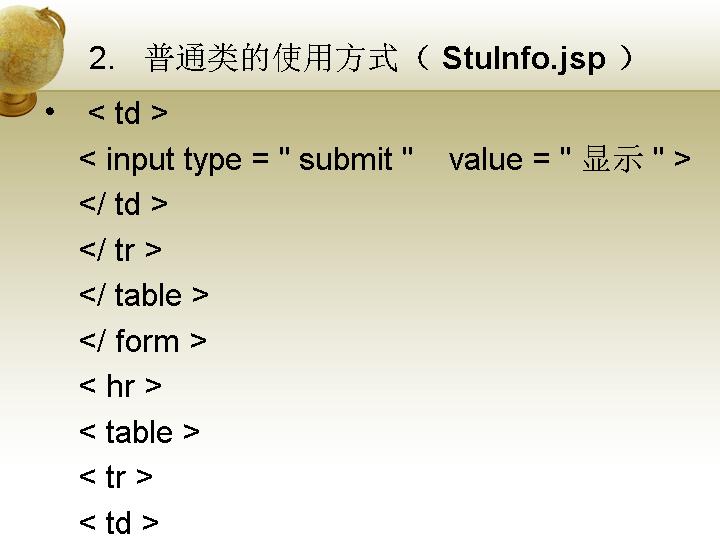 2. 普通类的使用方式（ StuInfo.jsp ）
• < td >
< input type = " submit " value = " 显示 " >
</ td >
</ tr >
</ table >
</ form >
< hr >
< table >
< tr >
< td >